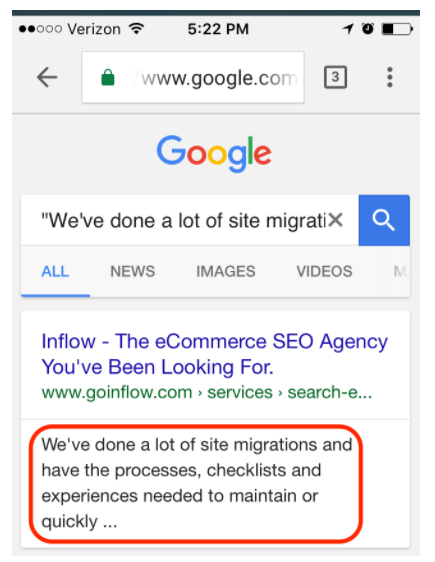 Verizon 5:22 PM
/www.google.com 3
Google
"We've done a lot of site migrati
ALL NEWS IMAGES VIDEOS M
Inflow - The eCommerce SEO Agency
You've Been Looking For.
www.goinflow.com › services › search-e...
We've done a lot of site migrations and
have the processes, checklists and
experiences needed to maintain or
quickly ...